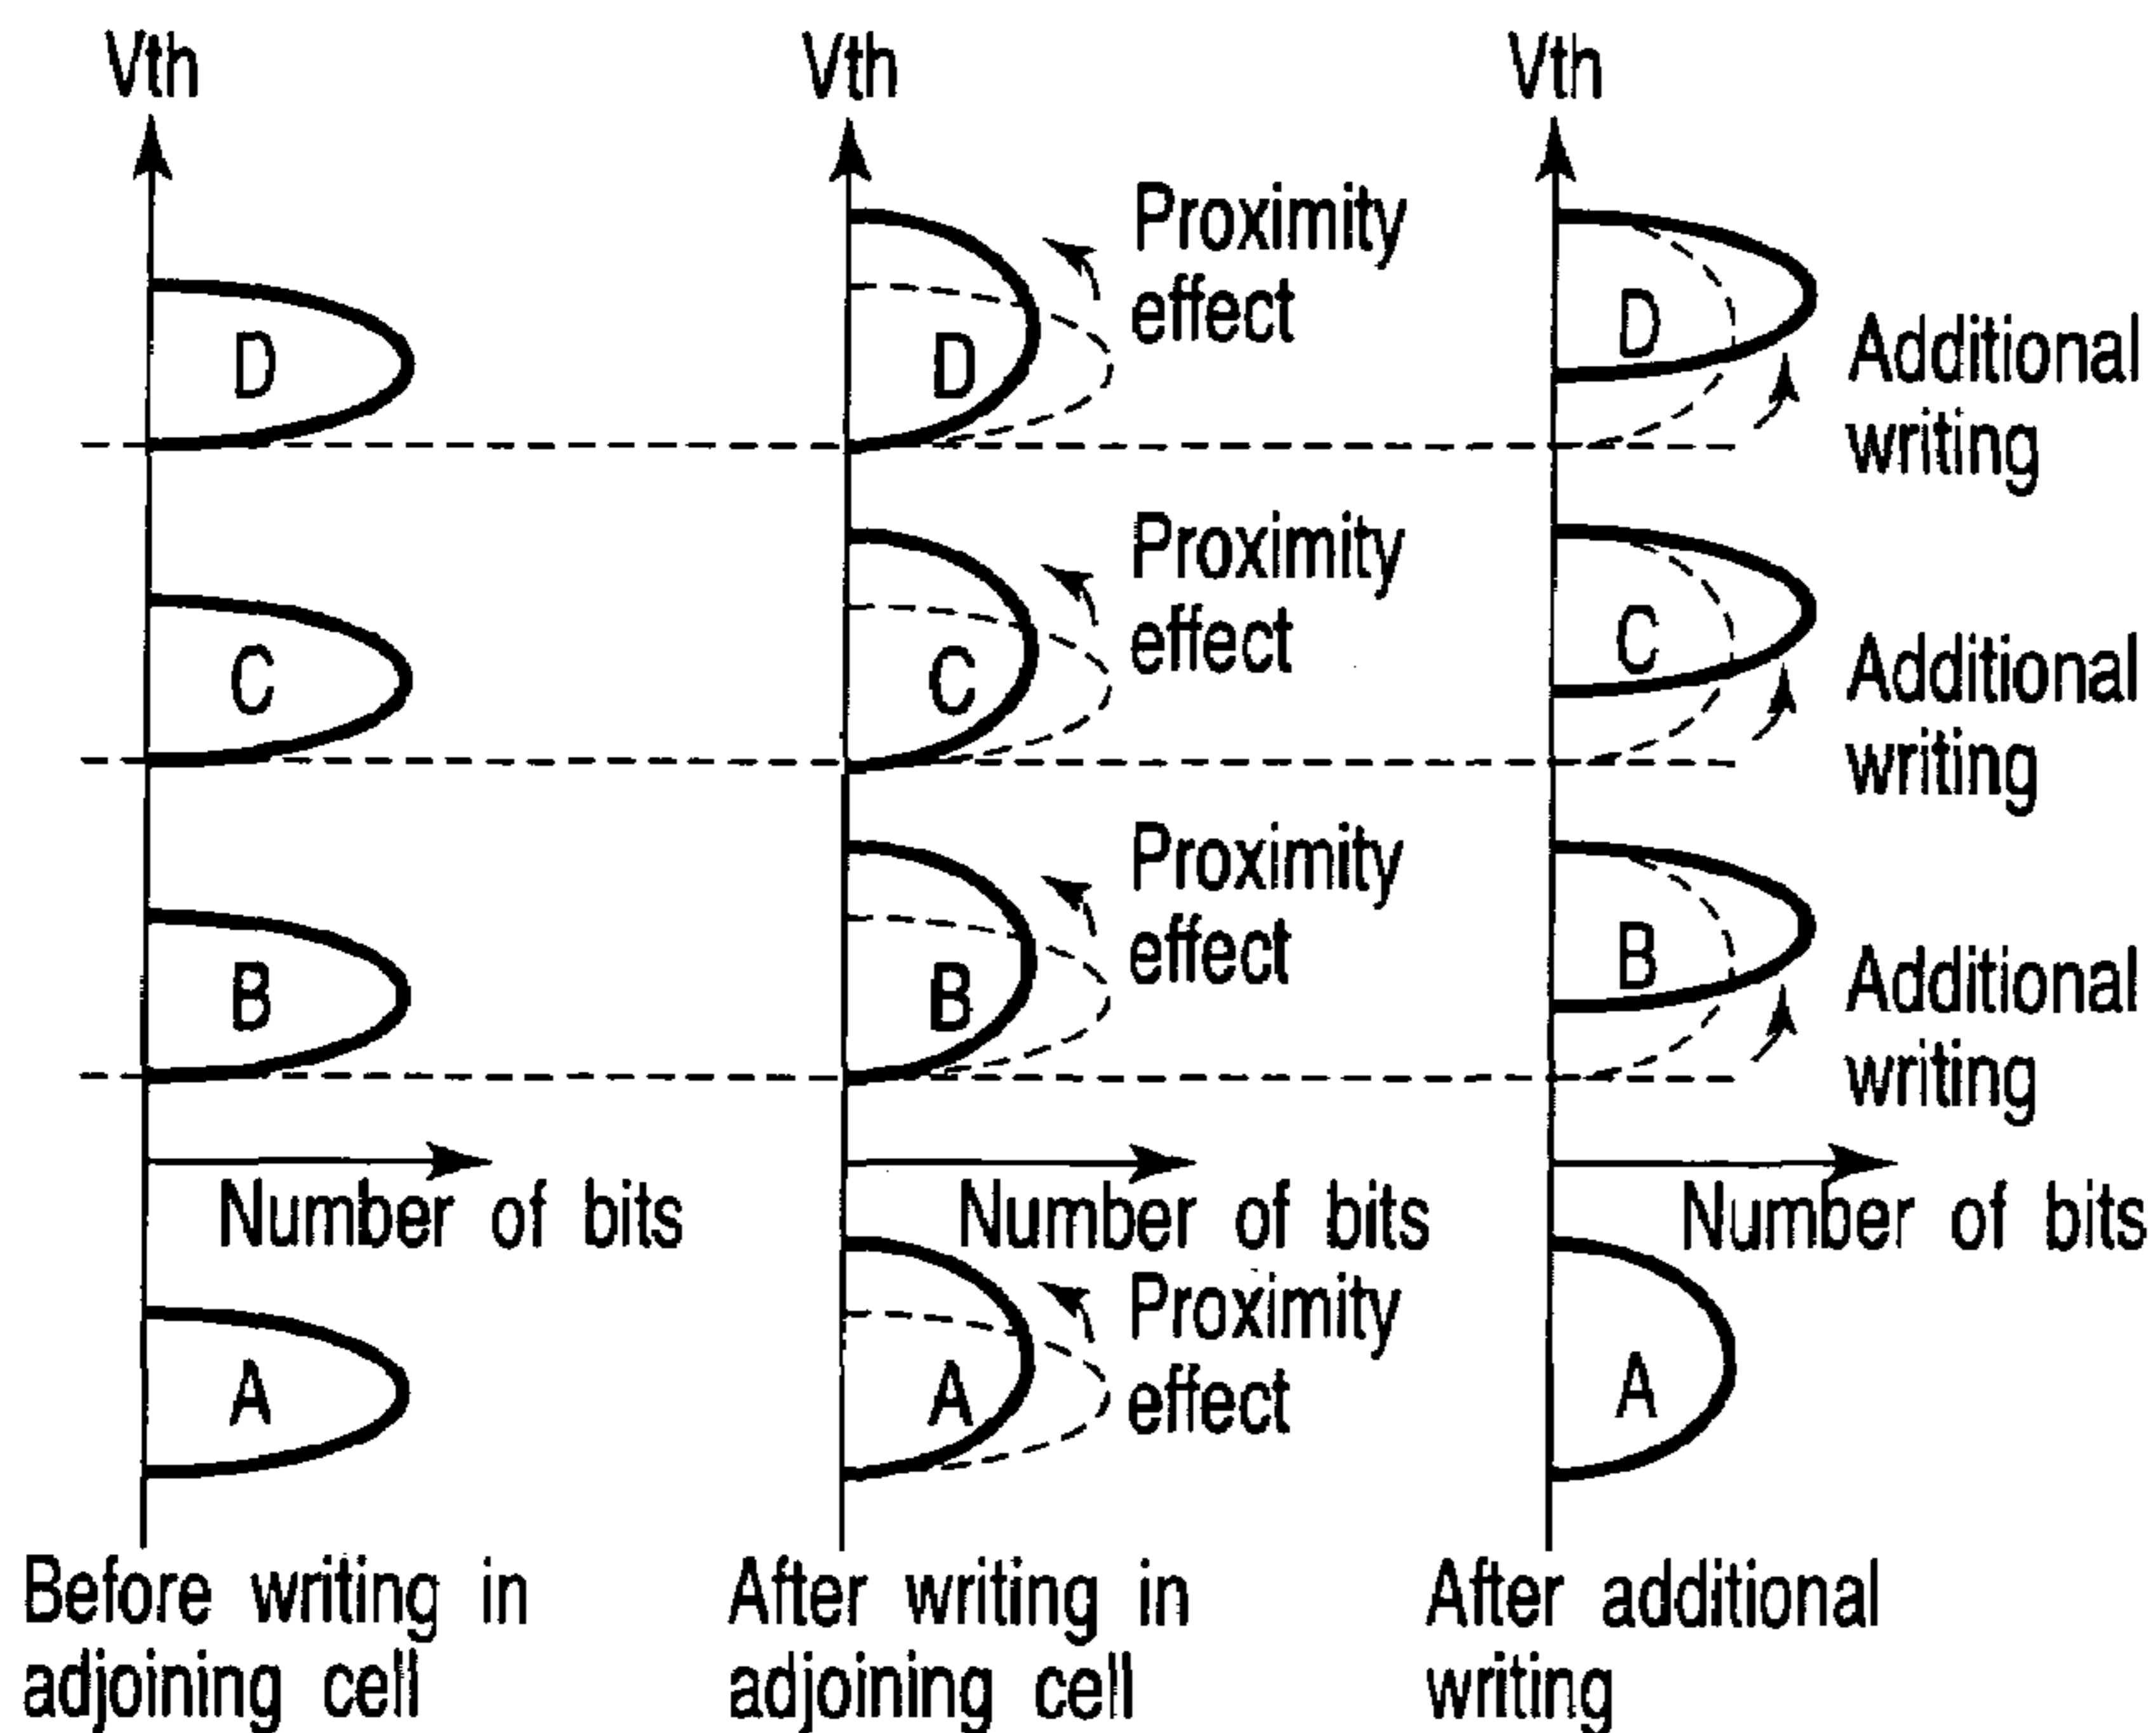 Vth
Vth
Vth
D
D
Proximity
effect
D
Additional
writing
C
C
Proximity
effect
C
Additional
writing
B
B
Proximity
effect
B
Additional
writing
Number of bits
Number of bits
Number of bits
A
A
Proximity
effect
A
Before writing in
adjoining cell
After writing in
adjoining cell
After additional
writing